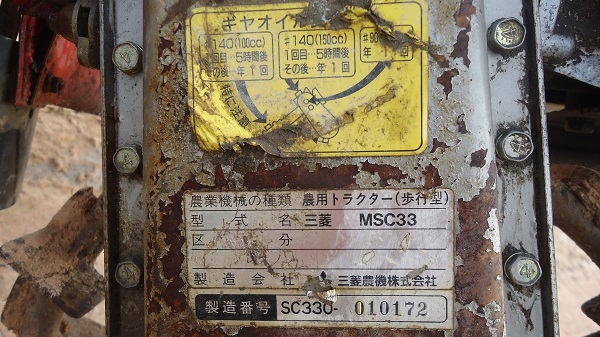 ギヤオイル
#140(100cc) #140(150cc) #90
1回目…5時間後 1回目…5時間後
その後…年1回 その後…年1回 年1回
農業機械の種類 農用トラクター(歩行型)
型式名 三菱 MSC33
区分
製造会社 三菱農機株式会社
製造番号 SC330-010172